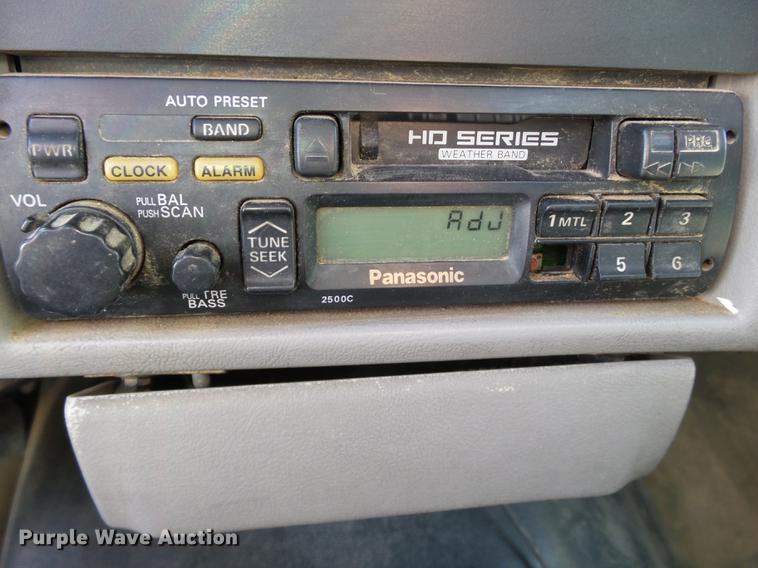 AUTO PRESET
BAND
HD SERIES
WEATHER BAND
PRG
PWR
CLOCK
ALARM
VOL
PULL BAL
PUSH SCAN
TUNE
SEEK
AdJ
1 MTL
2
3
5
6
Panasonic
PULL TRE
BASS
2500C
Purple Wave Auction